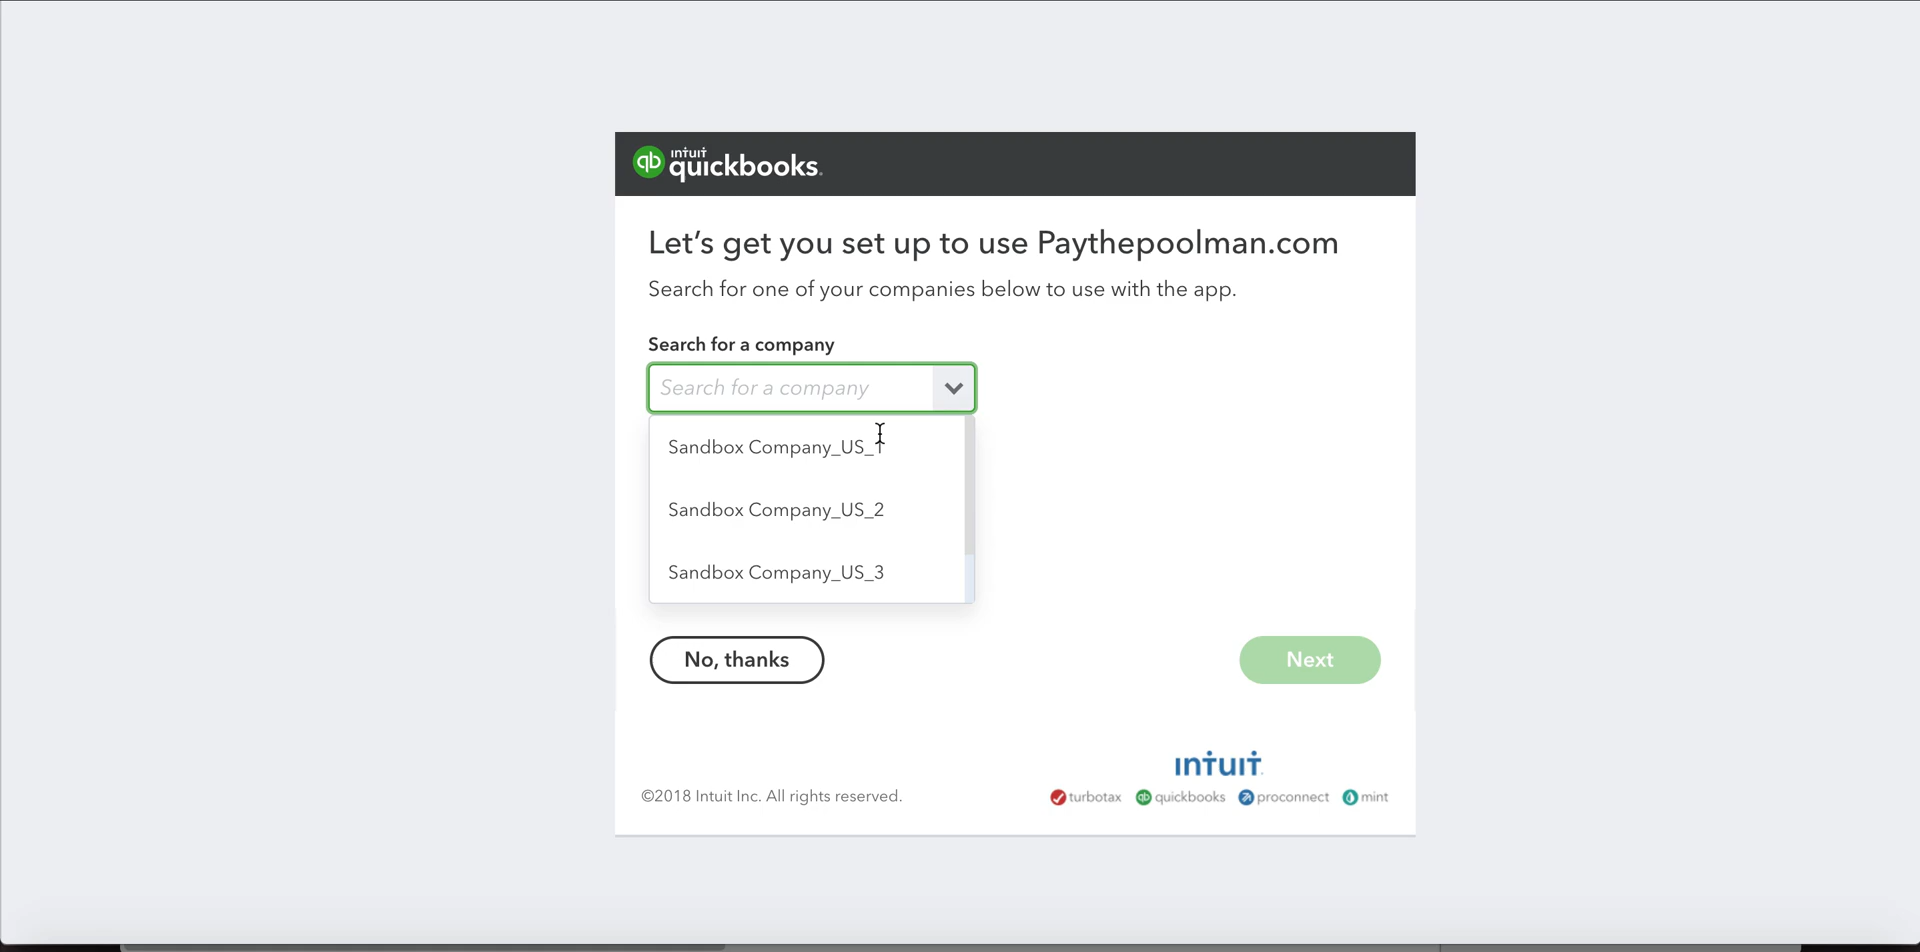 intuit
qb quickbooks.
Let's get you set up to use Paythepoolman.com
Search for one of your companies below to use with the app.
Search for a company
Search for a company
Sandbox Company_US_1
Sandbox Company_US_2
Sandbox Company_US_3
No, thanks
Next
intuit.
©2018 Intuit Inc. All rights reserved.
turbotax qb quickbooks proconnect mint